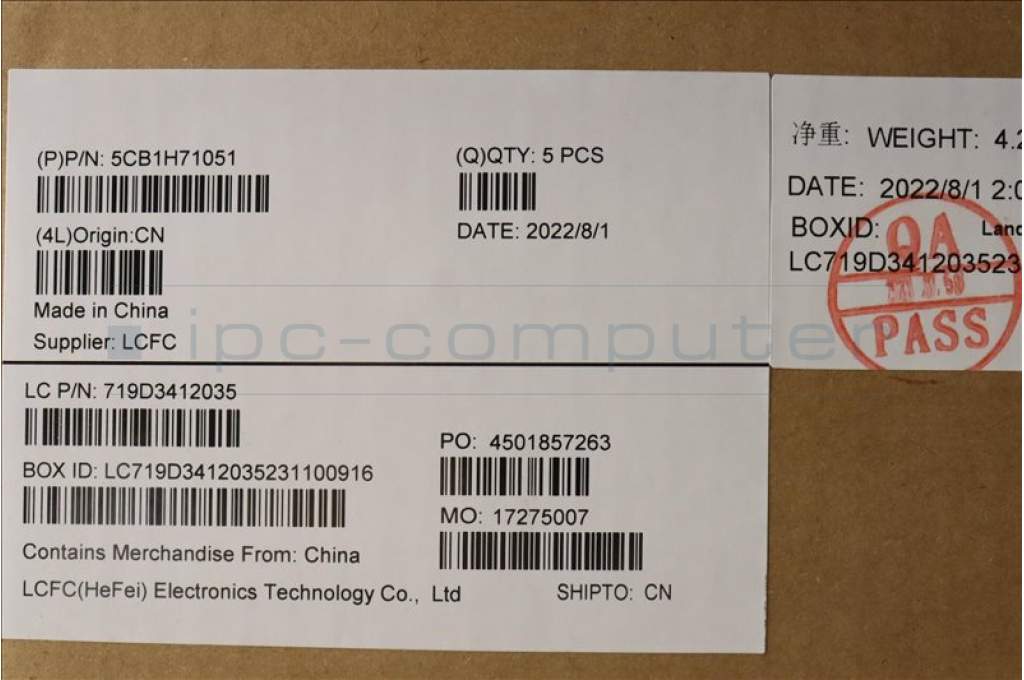 (P)P/N: 5CB1H71051
(Q)QTY: 5 PCS
(4L)Origin:CN
DATE: 2022/8/1
Made in China
Supplier: LCFC
LC P/N: 719D3412035
PO: 4501857263
BOX ID: LC719D3412035231100916
MO: 17275007
Contains Merchandise From: China
LCFC(HeFei) Electronics Technology Co., Ltd
SHIPTO: CN
净重: WEIGHT: 4.2
DATE: 2022/8/1 2:0
BOXID:
LC719D3412035523
QA
PASS
ipc-computer